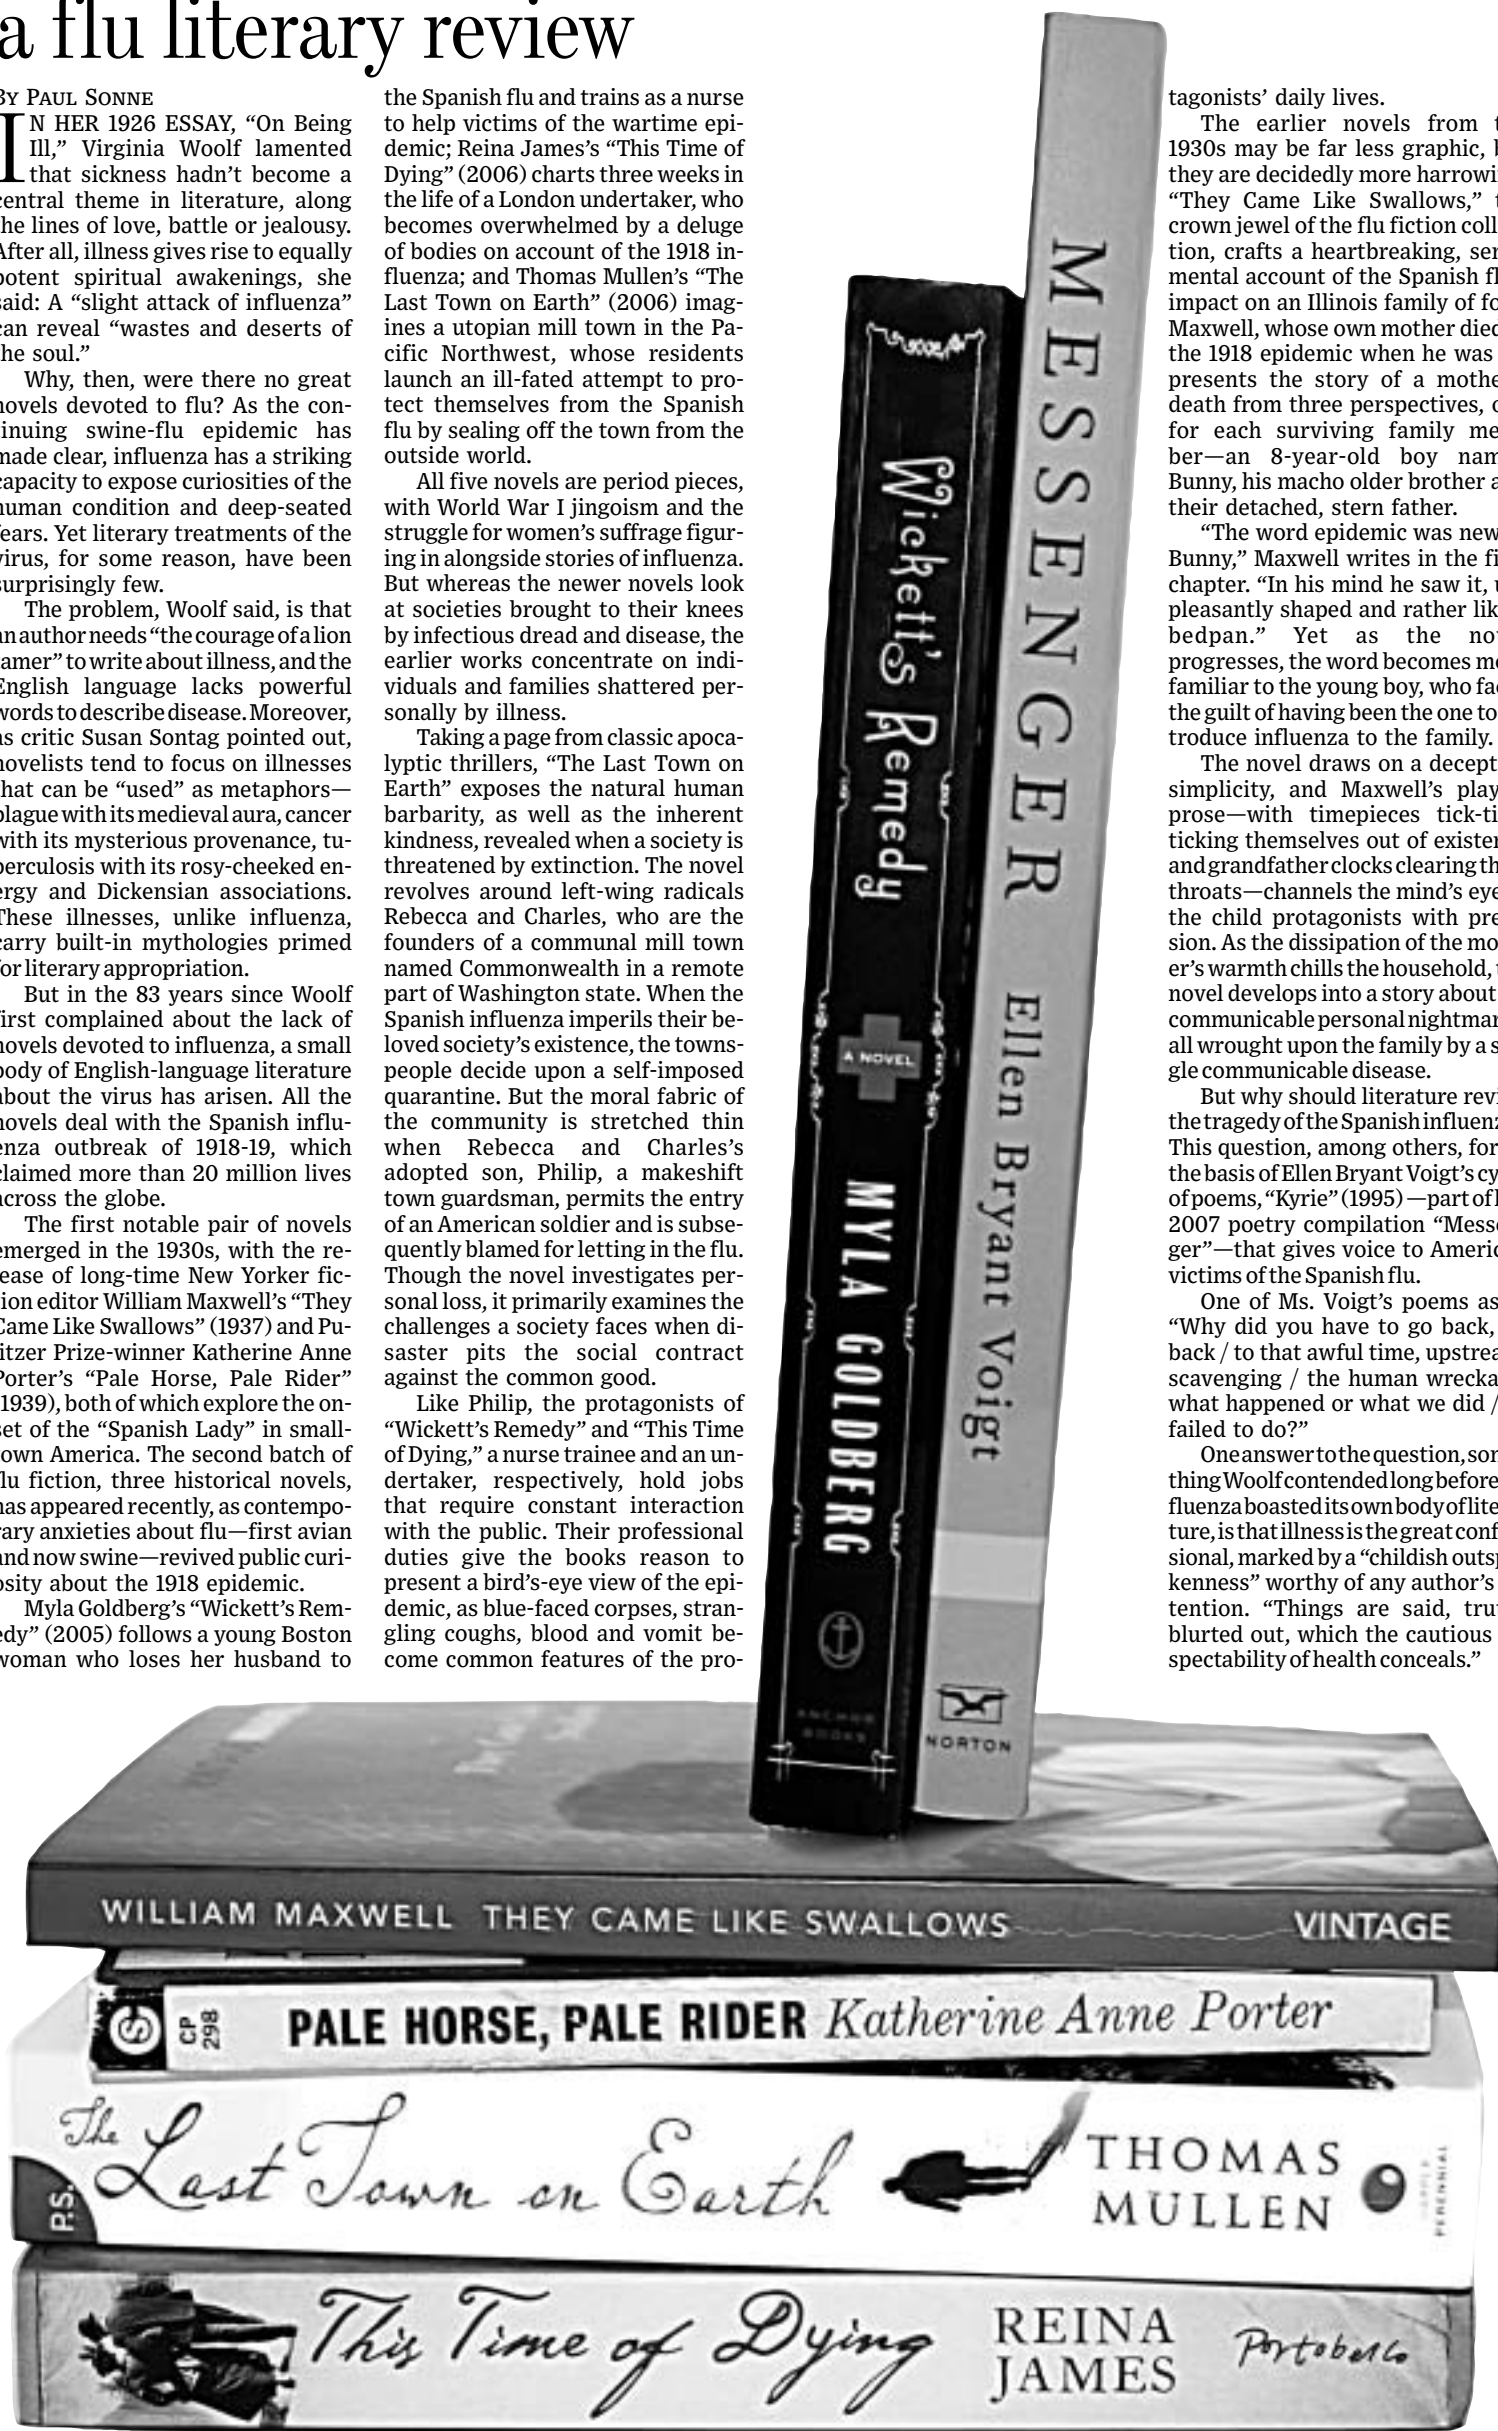 a flu literary review
BY PAUL SONNE
IN HER 1926 ESSAY, “On Being
Ill,” Virginia Woolf lamented
that sickness hadn’t become a
central theme in literature, along
the lines of love, battle or jealousy.
After all, illness gives rise to equally
potent spiritual awakenings, she
said: A “slight attack of influenza”
can reveal “wastes and deserts of
the soul.”
Why, then, were there no great
novels devoted to flu? As the con-
tinuing swine-flu epidemic has
made clear, influenza has a striking
capacity to expose curiosities of the
human condition and deep-seated
fears. Yet literary treatments of the
virus, for some reason, have been
surprisingly few.
The problem, Woolf said, is that
an author needs “the courage of a lion
tamer” to write about illness, and the
English language lacks powerful
words to describe disease. Moreover,
as critic Susan Sontag pointed out,
novelists tend to focus on illnesses
that can be “used” as metaphors—
plague with its medieval aura, cancer
with its mysterious provenance, tu-
berculosis with its rosy-cheeked en-
ergy and Dickensian associations.
These illnesses, unlike influenza,
carry built-in mythologies primed
for literary appropriation.
But in the 83 years since Woolf
first complained about the lack of
novels devoted to influenza, a small
body of English-language literature
about the virus has arisen. All the
novels deal with the Spanish influ-
enza outbreak of 1918-19, which
claimed more than 20 million lives
across the globe.
The first notable pair of novels
emerged in the 1930s, with the re-
lease of long-time New Yorker fic-
tion editor William Maxwell’s “They
Came Like Swallows” (1937) and Pu-
litzer Prize-winner Katherine Anne
Porter’s “Pale Horse, Pale Rider”
(1939), both of which explore the on-
set of the “Spanish Lady” in small-
town America. The second batch of
flu fiction, three historical novels,
has appeared recently, as contempo-
rary anxieties about flu—first avian
and now swine—revived public curi-
osity about the 1918 epidemic.
Myla Goldberg’s “Wickett’s Rem-
edy” (2005) follows a young Boston
woman who loses her husband to
the Spanish flu and trains as a nurse
to help victims of the wartime epi-
demic; Reina James’s “This Time of
Dying” (2006) charts three weeks in
the life of a London undertaker, who
becomes overwhelmed by a deluge
of bodies on account of the 1918 in-
fluenza; and Thomas Mullen’s “The
Last Town on Earth” (2006) imag-
ines a utopian mill town in the Pa-
cific Northwest, whose residents
launch an ill-fated attempt to pro-
tect themselves from the Spanish
flu by sealing off the town from the
outside world.
All five novels are period pieces,
with World War I jingoism and the
struggle for women’s suffrage figur-
ing in alongside stories of influenza.
But whereas the newer novels look
at societies brought to their knees
by infectious dread and disease, the
earlier works concentrate on indi-
viduals and families shattered per-
sonally by illness.
Taking a page from classic apoca-
lyptic thrillers, “The Last Town on
Earth” exposes the natural human
barbarity, as well as the inherent
kindness, revealed when a society is
threatened by extinction. The novel
revolves around left-wing radicals
Rebecca and Charles, who are the
founders of a communal mill town
named Commonwealth in a remote
part of Washington state. When the
Spanish influenza imperils their be-
loved society’s existence, the towns-
people decide upon a self-imposed
quarantine. But the moral fabric of
the community is stretched thin
when Rebecca and Charles’s
adopted son, Philip, a makeshift
town guardsman, permits the entry
of an American soldier and is subse-
quently blamed for letting in the flu.
Though the novel investigates per-
sonal loss, it primarily examines the
challenges a society faces when di-
saster pits the social contract
against the common good.
Like Philip, the protagonists of
“Wickett’s Remedy” and “This Time
of Dying,” a nurse trainee and an un-
dertaker, respectively, hold jobs
that require constant interaction
with the public. Their professional
duties give the books reason to
present a bird’s-eye view of the epi-
demic, as blue-faced corpses, stran-
gling coughs, blood and vomit be-
come common features of the pro-
tagonists’ daily lives.
The earlier novels from
1930s may be far less graphic,
they are decidedly more harrowi
“They Came Like Swallows,”
crown jewel of the flu fiction coll
tion, crafts a heartbreaking, sen
mental account of the Spanish fl
impact on an Illinois family of fo
Maxwell, whose own mother died
the 1918 epidemic when he was
presents the story of a mothe
death from three perspectives,
for each surviving family me
ber—an 8-year-old boy nam
Bunny, his macho older brother a
their detached, stern father.
“The word epidemic was new
Bunny,” Maxwell writes in the fi
chapter. “In his mind he saw it, u
pleasantly shaped and rather lik
bedpan.” Yet as the no
progresses, the word becomes mo
familiar to the young boy, who fac
the guilt of having been the one to
troduce influenza to the family.
The novel draws on a decept
simplicity, and Maxwell’s play
prose—with timepieces tick-ti
ticking themselves out of existen
and grandfather clocks clearing th
throats—channels the mind’s eye
the child protagonists with pre
sion. As the dissipation of the mo
er’s warmth chills the household,
novel develops into a story about
communicable personal nightmar
all wrought upon the family by a s
gle communicable disease.
But why should literature revi
the tragedy of the Spanish influenz
This question, among others, for
the basis of Ellen Bryant Voigt’s cy
of poems, “Kyrie” (1995) —part of h
2007 poetry compilation “Messe
ger”—that gives voice to Americ
victims of the Spanish flu.
One of Ms. Voigt’s poems as
“Why did you have to go back,
back / to that awful time, upstrea
scavenging / the human wrecka
what happened or what we did /
failed to do?”
One answer to the question, som
thing Woolf contended long before
fluenza boasted its own body of lite
ture, is that illness is the great conf
sional, marked by a “childish outsp
kenness” worthy of any author’s
tention. “Things are said, trut
blurted out, which the cautious
spectability of health conceals.”
Wickett’s Remedy
A NOVEL
MYLA GOLDBERG
ANCHOR
BOOKS
MESSENGER Ellen Bryant Voigt
NORTON
WILLIAM MAXWELL THEY CAME LIKE SWALLOWS VINTAGE
CP
298
PALE HORSE, PALE RIDER Katherine Anne Porter
P.S.
The Last Town on Earth
THOMAS
MULLEN
PERENNIAL
This Time of Dying
REINA
JAMES
Portobello